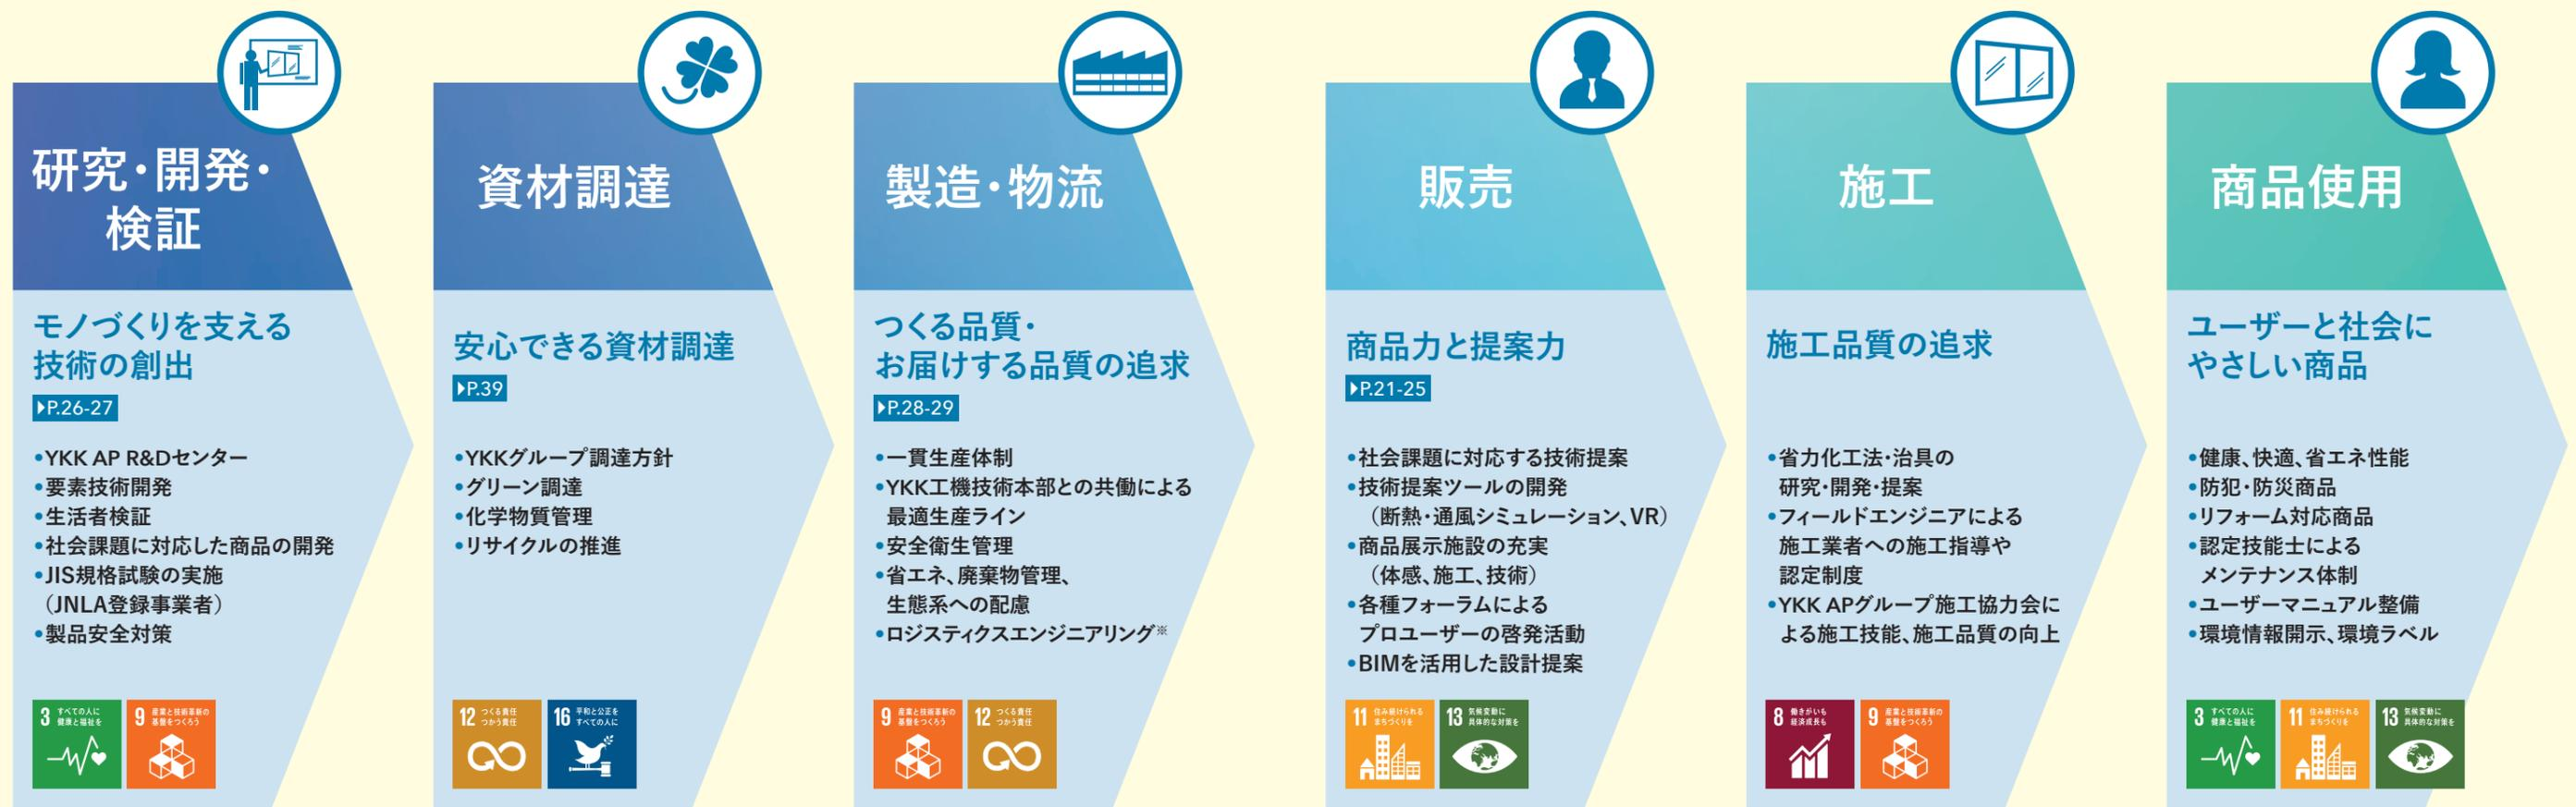 研究・開発・
検証
モノづくりを支える
技術の創出
▶P.26-27
•YKK AP R&Dセンター
•要素技術開発
•生活者検証
•社会課題に対応した商品の開発
•JIS規格試験の実施
（JNLA登録事業者）
•製品安全対策
3 すべての人に
健康と福祉を
9 産業と技術革新の
基盤をつくろう
資材調達
安心できる資材調達
▶P.39
•YKKグループ調達方針
•グリーン調達
•化学物質管理
•リサイクルの推進
12 つくる責任
つかう責任
16 平和と公正を
すべての人に
製造・物流
つくる品質・
お届けする品質の追求
▶P.28-29
•一貫生産体制
•YKK工機技術本部との共働による
最適生産ライン
•安全衛生管理
•省エネ、廃棄物管理、
生態系への配慮
•ロジスティクスエンジニアリング※
9 産業と技術革新の
基盤をつくろう
12 つくる責任
つかう責任
販売
商品力と提案力
▶P.21-25
•社会課題に対応する技術提案
•技術提案ツールの開発
（断熱・通風シミュレーション、VR）
•商品展示施設の充実
（体感、施工、技術）
•各種フォーラムによる
プロユーザーの啓発活動
•BIMを活用した設計提案
11 住み続けられる
まちづくりを
13 気候変動に
具体的な対策を
施工
施工品質の追求
•省力化工法・治具の
研究・開発・提案
•フィールドエンジニアによる
施工業者への施工指導や
認定制度
•YKK APグループ施工協力会に
よる施工技能、施工品質の向上
8 働きがいも
経済成長も
9 産業と技術革新の
基盤をつくろう
商品使用
ユーザーと社会に
やさしい商品
•健康、快適、省エネ性能
•防犯・防災商品
•リフォーム対応商品
•認定技能士による
メンテナンス体制
•ユーザーマニュアル整備
•環境情報開示、環境ラベル
3 すべての人に
健康と福祉を
11 住み続けられる
まちづくりを
13 気候変動に
具体的な対策を